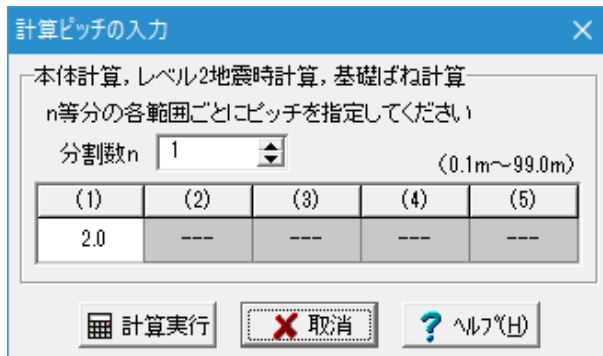 計算ピッチの入力
本体計算，レベル2地震時計算，基礎ばね計算
n等分の各範囲ごとにピッチを指定してください
分割数n 1 (0.1m～99.0m)
(1) (2) (3) (4) (5)
2.0 --- --- --- ---
計算実行 取消 ヘルプ(H)